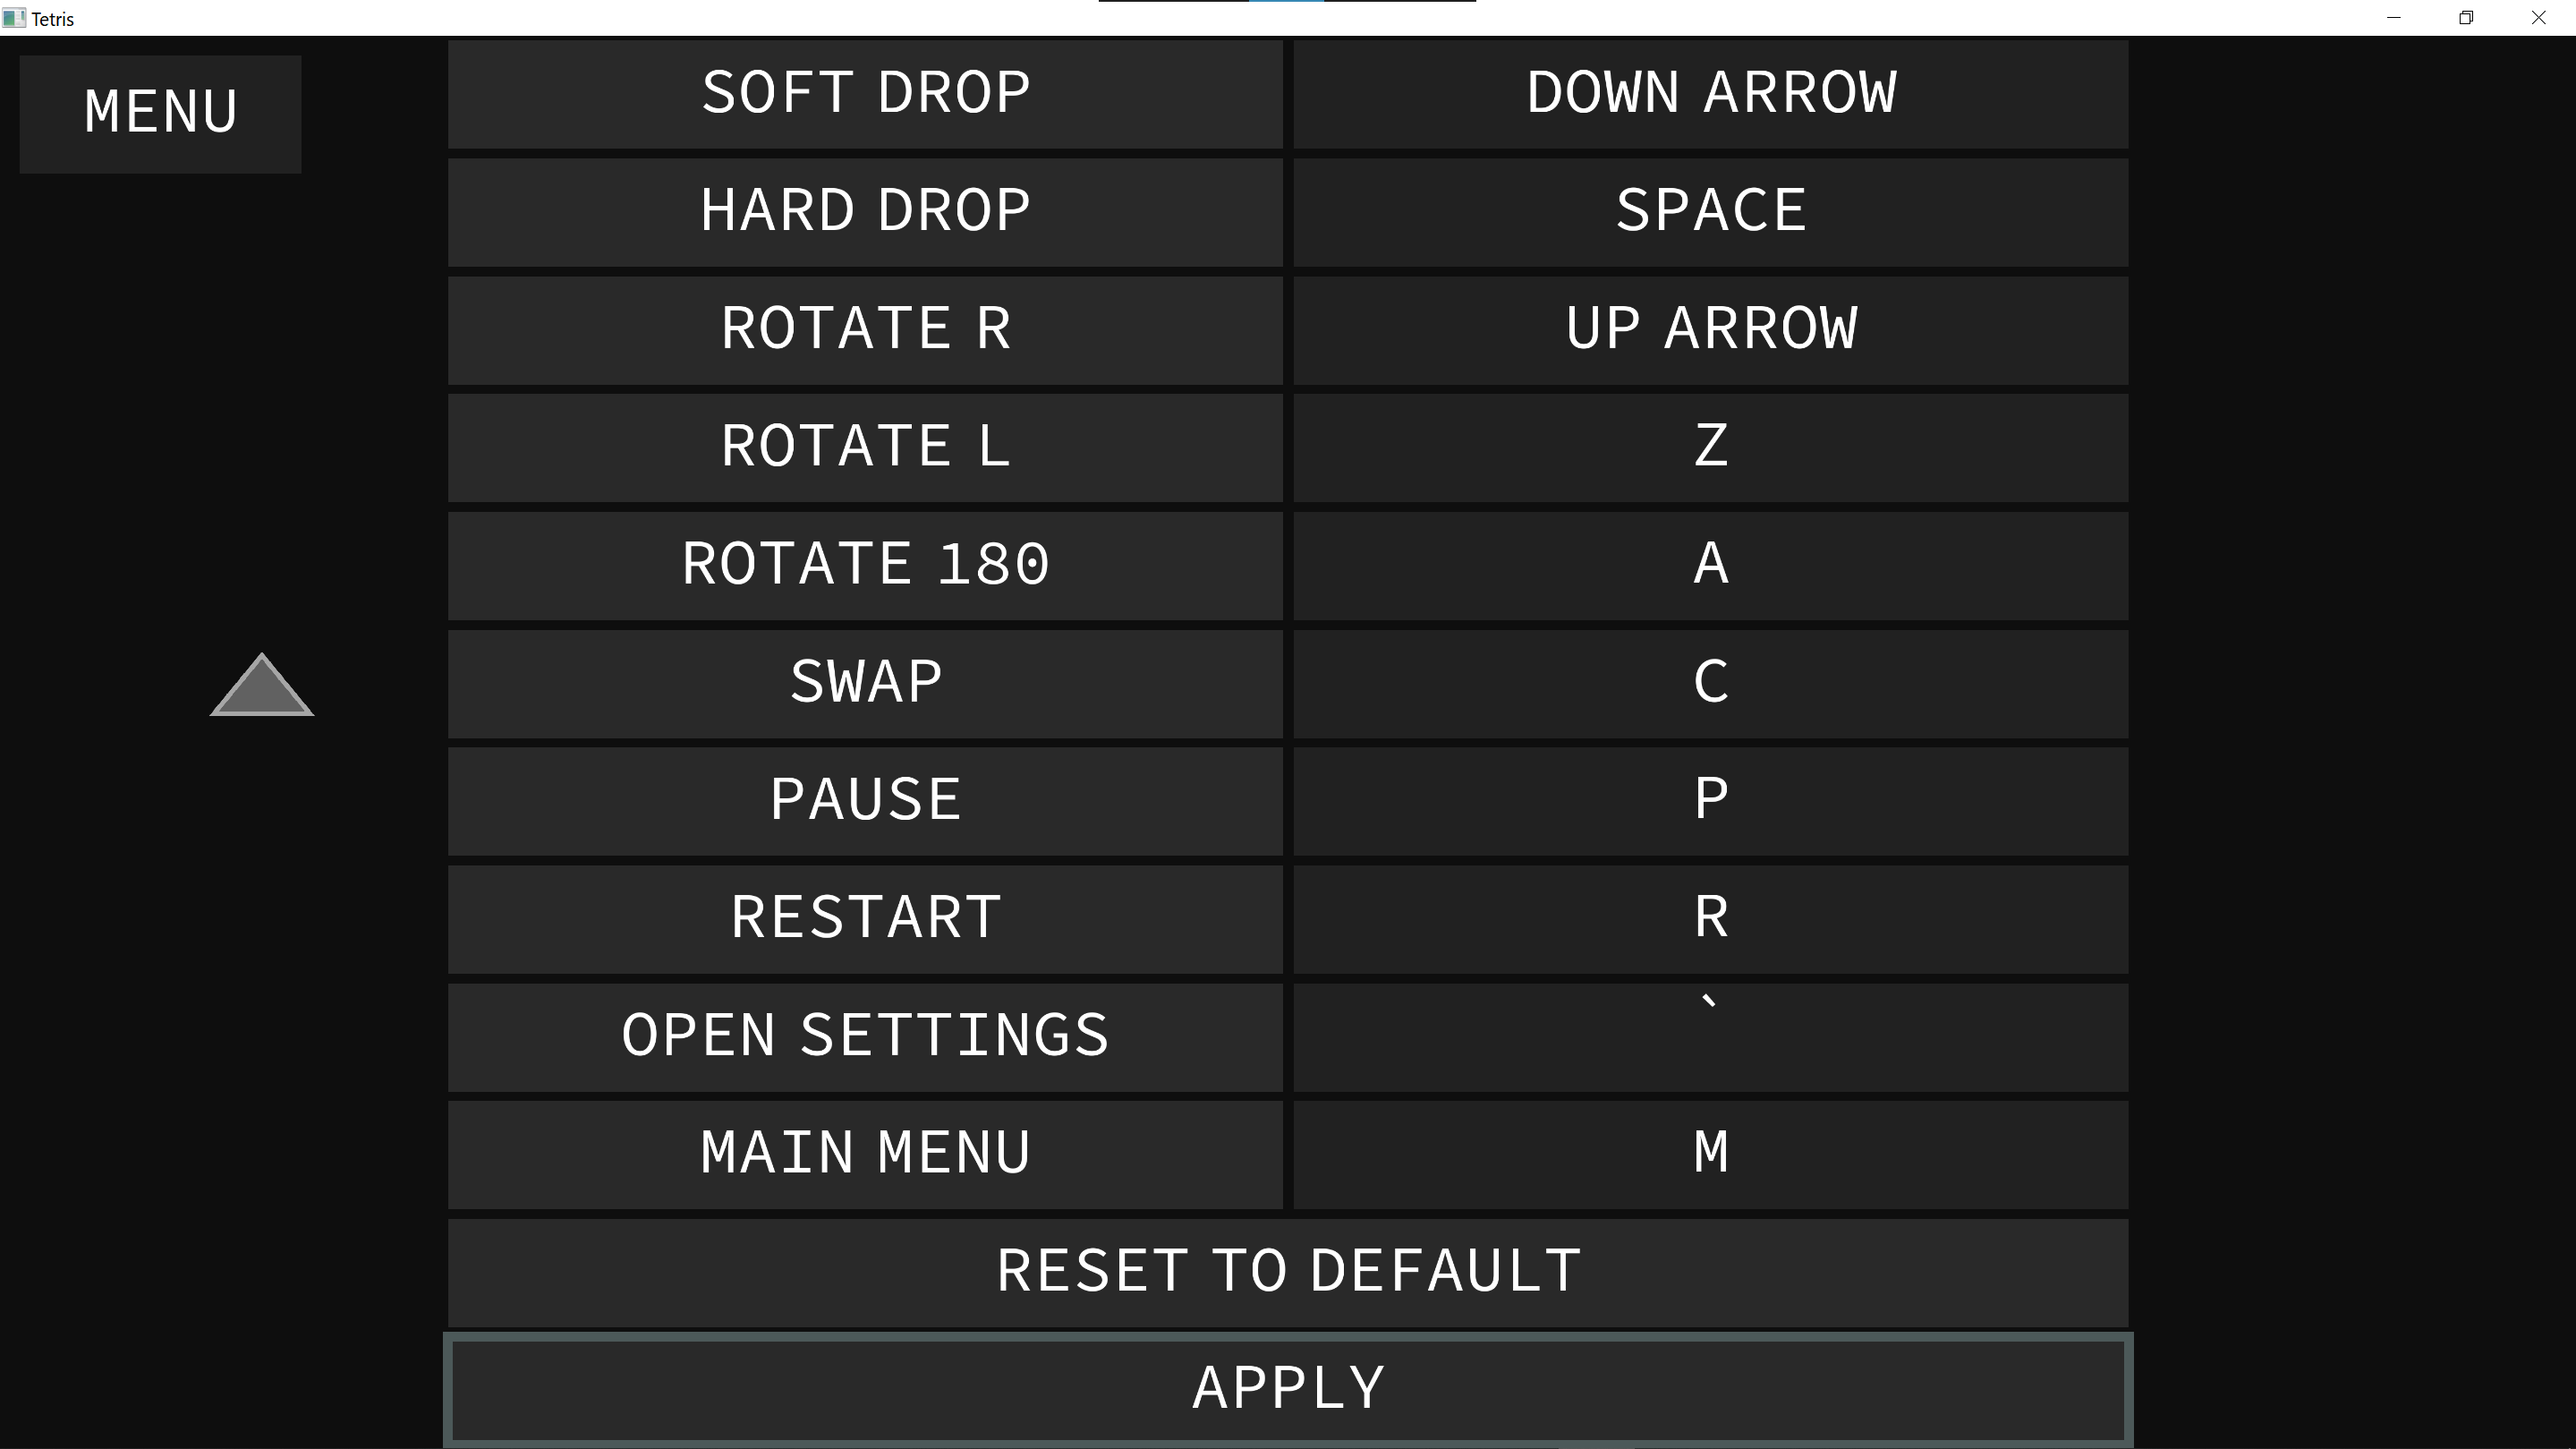 Tetris
MENU
SOFT DROP DOWN ARROW
HARD DROP SPACE
ROTATE R UP ARROW
ROTATE L Z
ROTATE 180 A
SWAP C
PAUSE P
RESTART R
OPEN SETTINGS `
MAIN MENU M
RESET TO DEFAULT
APPLY